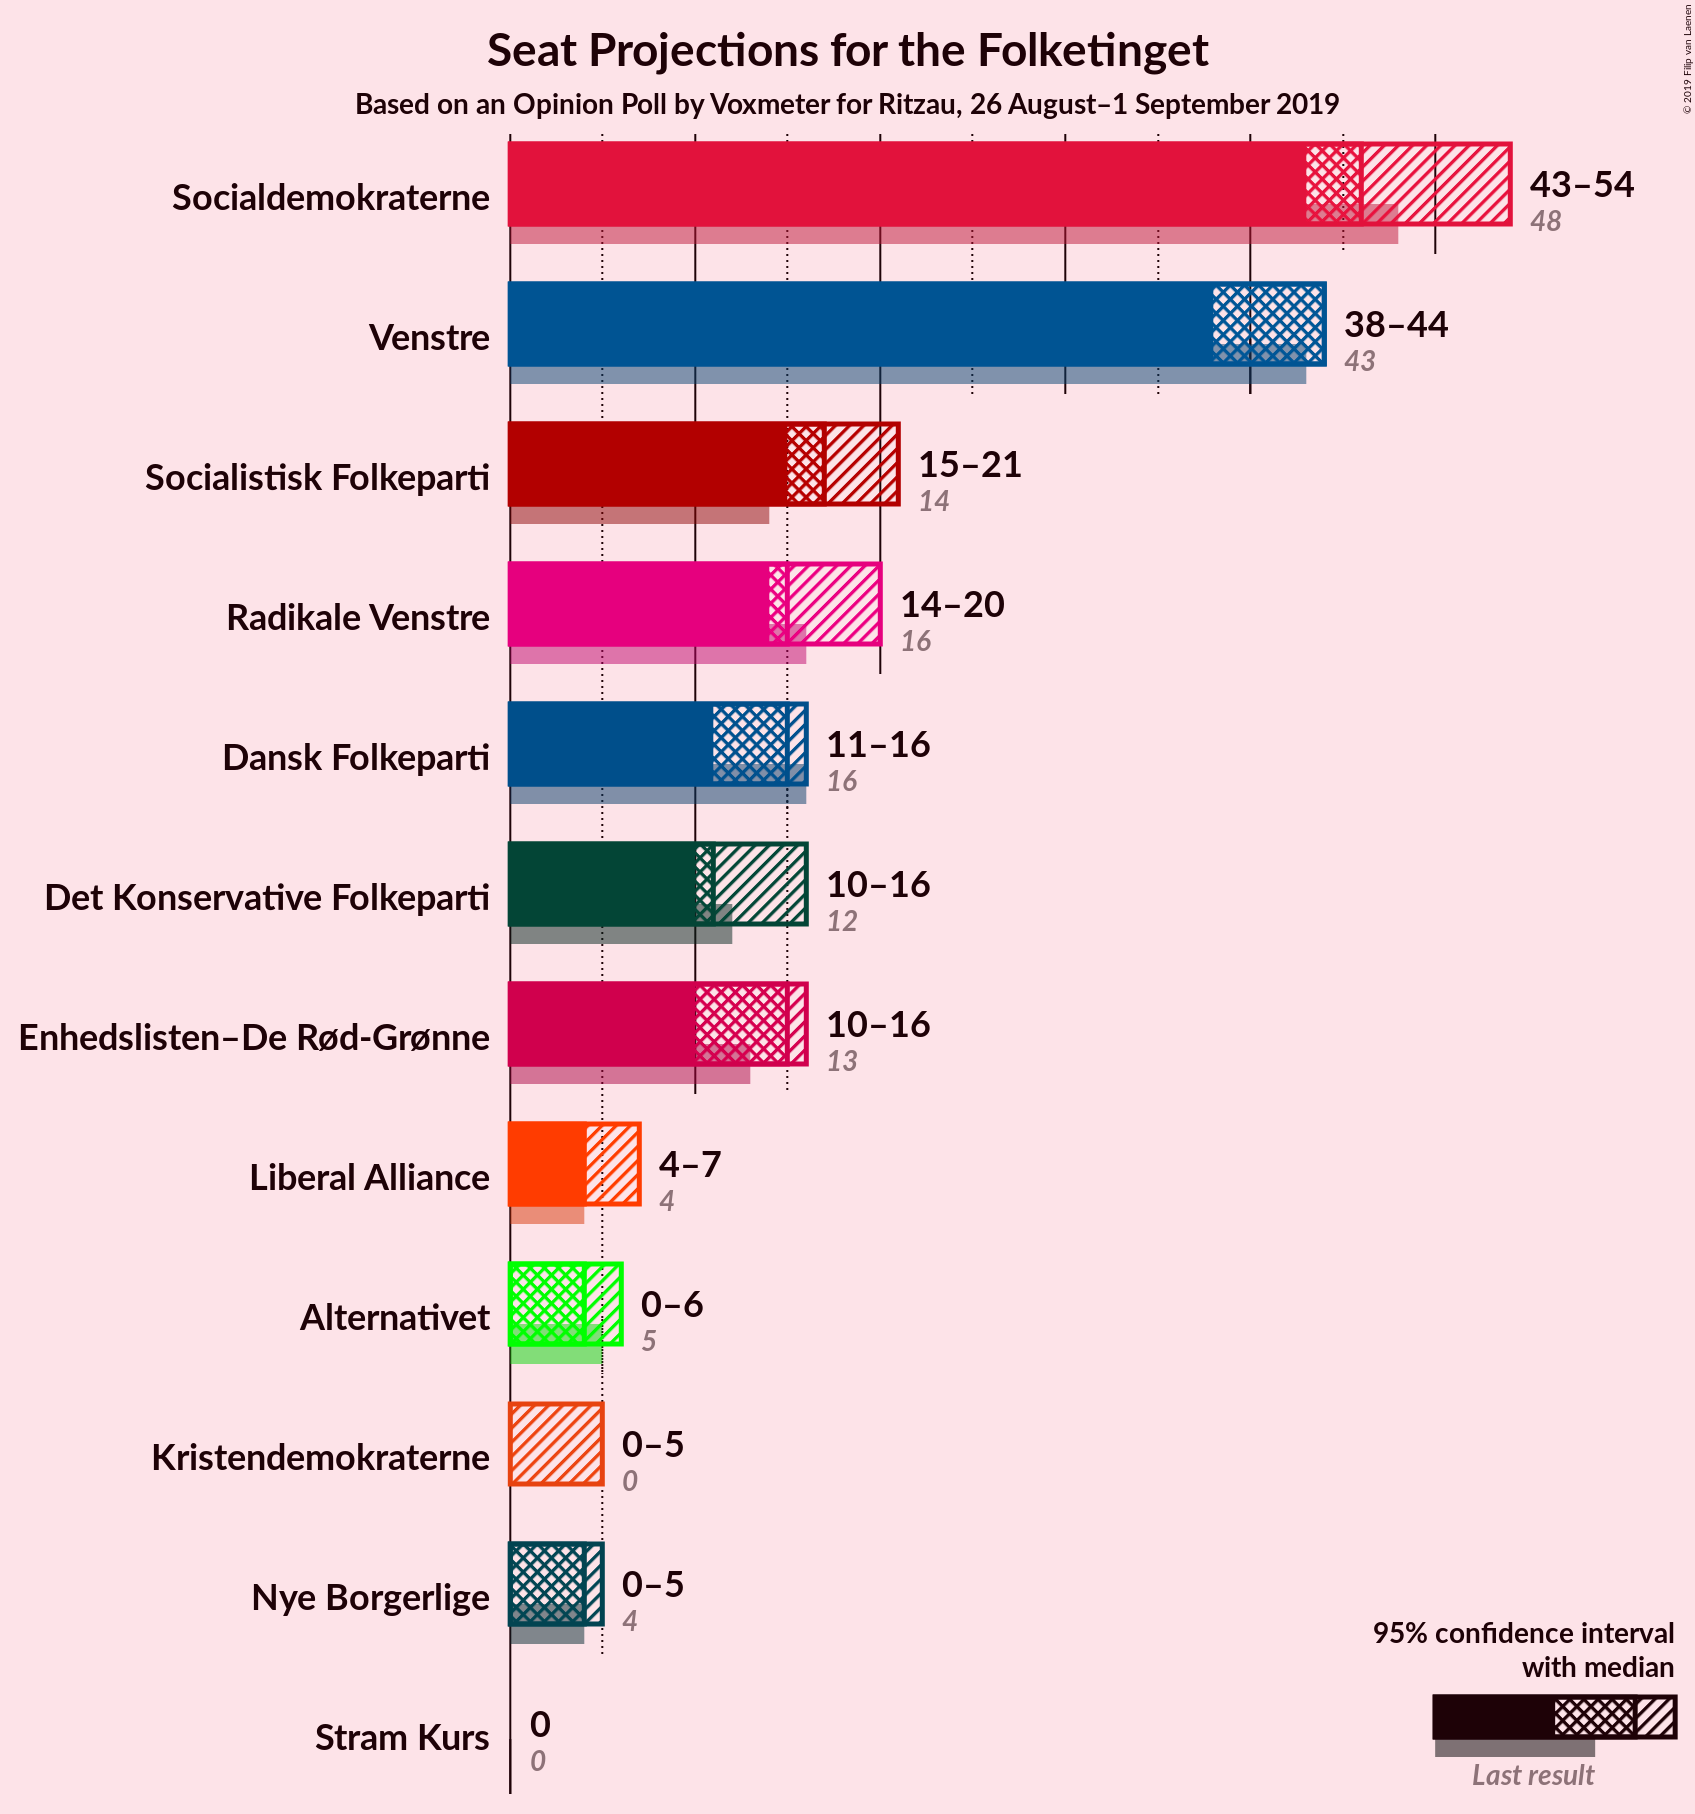 Seat Projections for the Folketinget
Based on an Opinion Poll by Voxmeter for Ritzau, 26 August–1 September 2019
© 2019 Filip van Laenen
Socialdemokraterne
43–54
48
Venstre
38–44
43
Socialistisk Folkeparti
15–21
14
Radikale Venstre
14–20
16
Dansk Folkeparti
11–16
16
Det Konservative Folkeparti
10–16
12
Enhedslisten–De Rød-Grønne
10–16
13
Liberal Alliance
4–7
4
Alternativet
0–6
5
Kristendemokraterne
0–5
0
Nye Borgerlige
0–5
4
Stram Kurs
0
0
95% confidence interval
with median
Last result